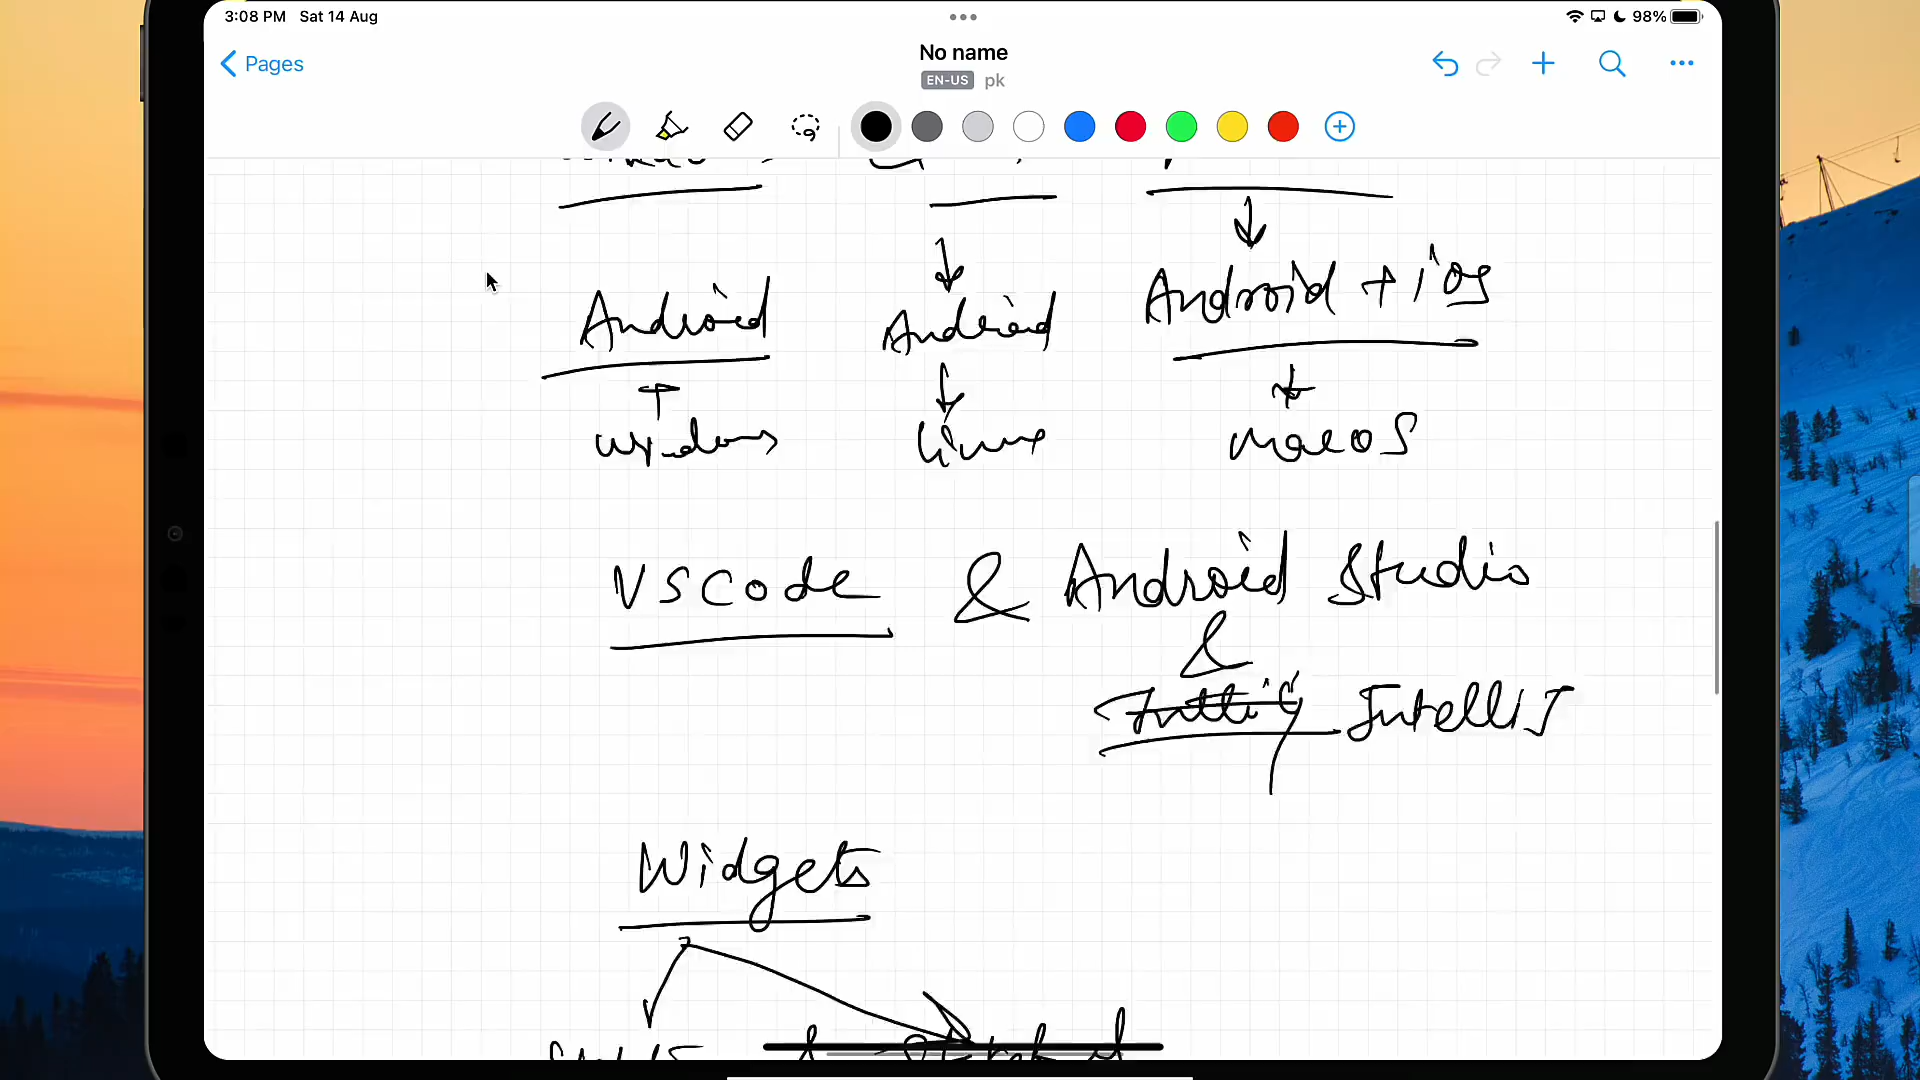 3:08 PM Sat 14 Aug
98%
Pages
No name
EN-US pk
Android Android Android + ios
windows linux macOS
VSCode & Android Studio
&
IntelliJ
Widgets
&